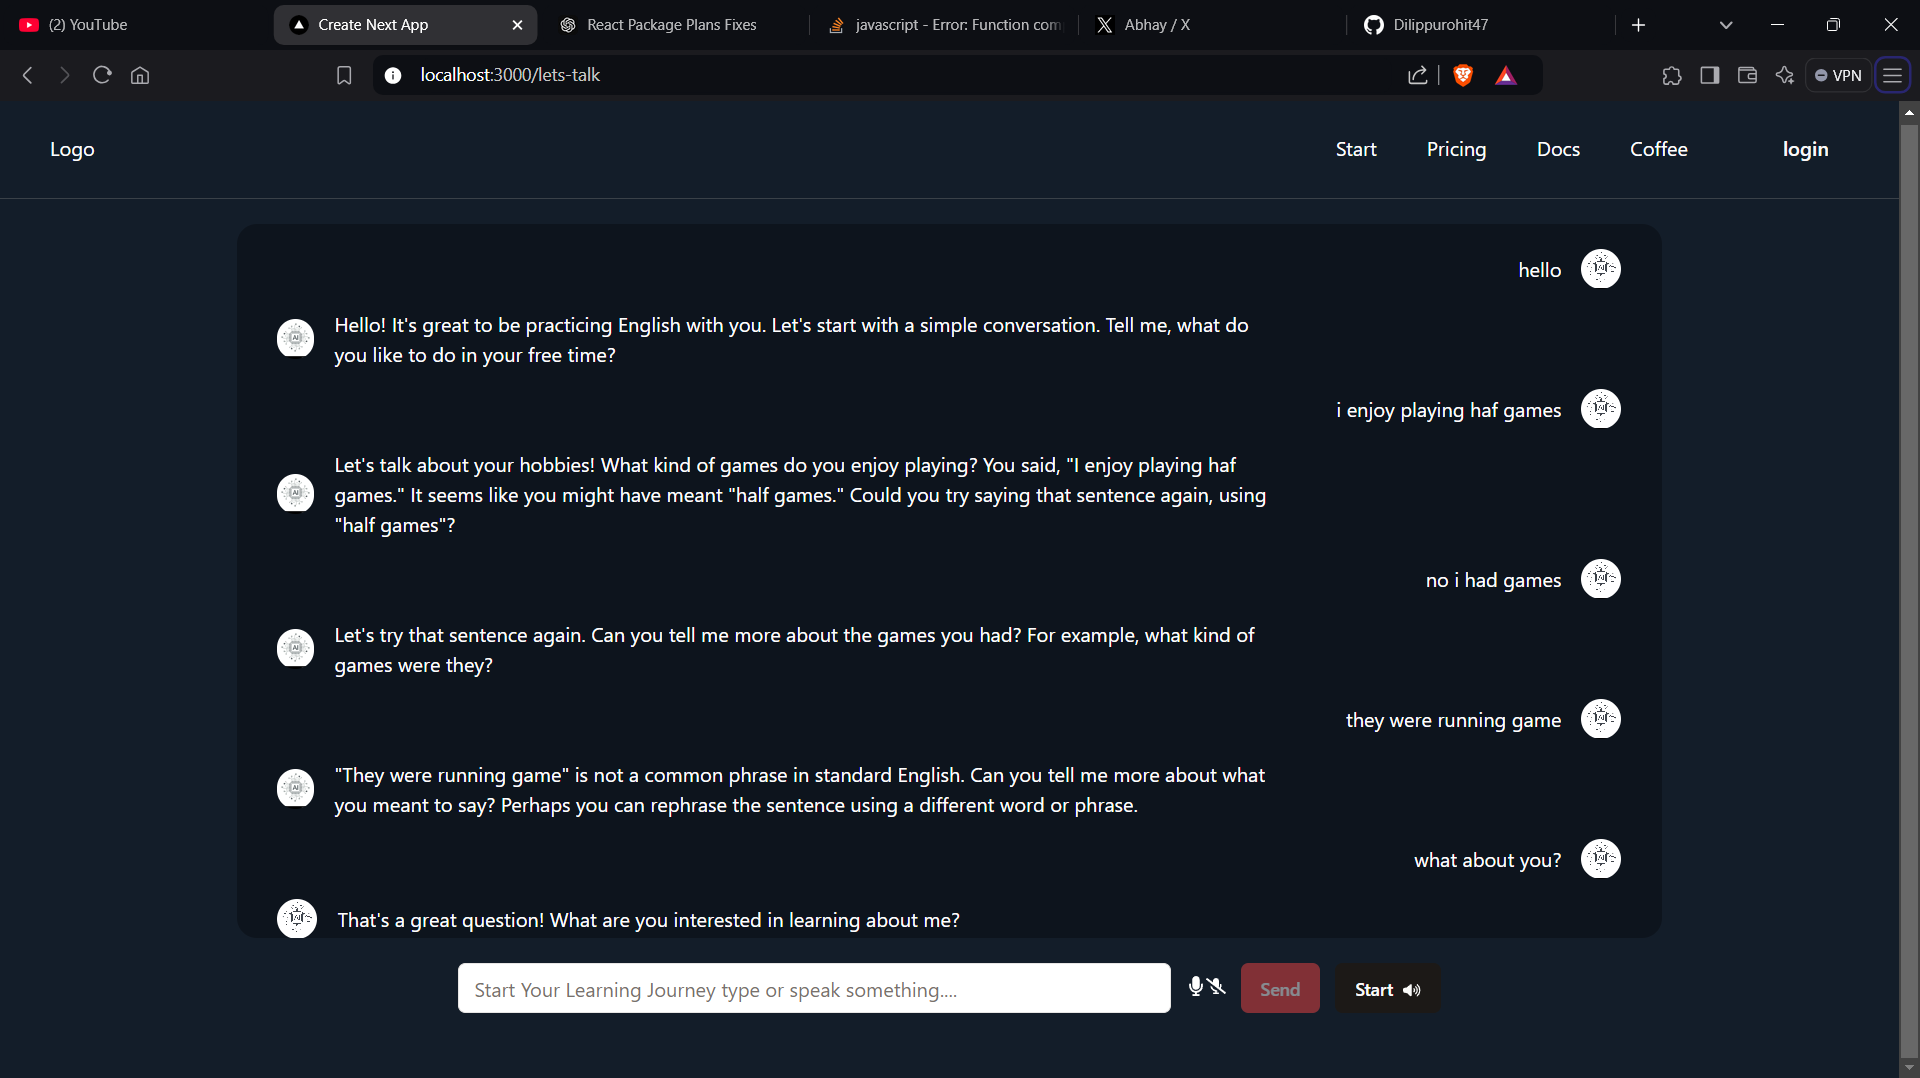 (2) YouTube
Create Next App
React Package Plans Fixes
javascript - Error: Function com
Abhay / X
Dilippurohit47
localhost:3000/lets-talk
VPN
Logo
Start
Pricing
Docs
Coffee
login
hello
Hello! It's great to be practicing English with you. Let's start with a simple conversation. Tell me, what do
you like to do in your free time?
i enjoy playing haf games
Let's talk about your hobbies! What kind of games do you enjoy playing? You said, "I enjoy playing haf
games." It seems like you might have meant "half games." Could you try saying that sentence again, using
"half games"?
no i had games
Let's try that sentence again. Can you tell me more about the games you had? For example, what kind of
games were they?
they were running game
"They were running game" is not a common phrase in standard English. Can you tell me more about what
you meant to say? Perhaps you can rephrase the sentence using a different word or phrase.
what about you?
That's a great question! What are you interested in learning about me?
Start Your Learning Journey type or speak something....
Send
Start